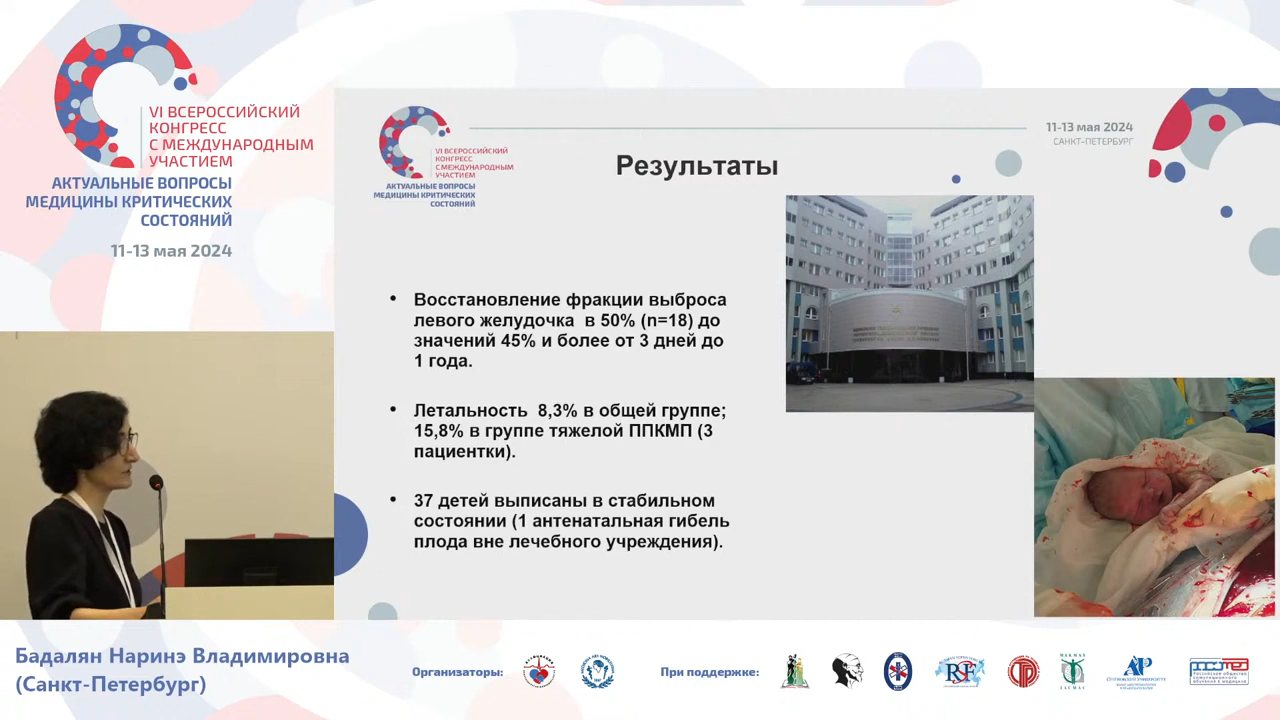 VI ВСЕРОССИЙСКИЙ
КОНГРЕСС
С МЕЖДУНАРОДНЫМ
УЧАСТИЕМ
АКТУАЛЬНЫЕ ВОПРОСЫ
МЕДИЦИНЫ КРИТИЧЕСКИХ
СОСТОЯНИЙ
11-13 мая 2024
VI ВСЕРОССИЙСКИЙ
КОНГРЕСС
С МЕЖДУНАРОДНЫМ
УЧАСТИЕМ
АКТУАЛЬНЫЕ ВОПРОСЫ
МЕДИЦИНЫ КРИТИЧЕСКИХ
СОСТОЯНИЙ
11-13 мая 2024
САНКТ-ПЕТЕРБУРГ
Результаты
• Восстановление фракции выброса
левого желудочка в 50% (n=18) до
значений 45% и более от 3 дней до
1 года.
• Летальность 8,3% в общей группе;
15,8% в группе тяжелой ППКМП (3
пациентки).
• 37 детей выписаны в стабильном
состоянии (1 антенатальная гибель
плода вне лечебного учреждения).
Бадалян Наринэ Владимировна
(Санкт-Петербург)
Организаторы:
При поддержке: